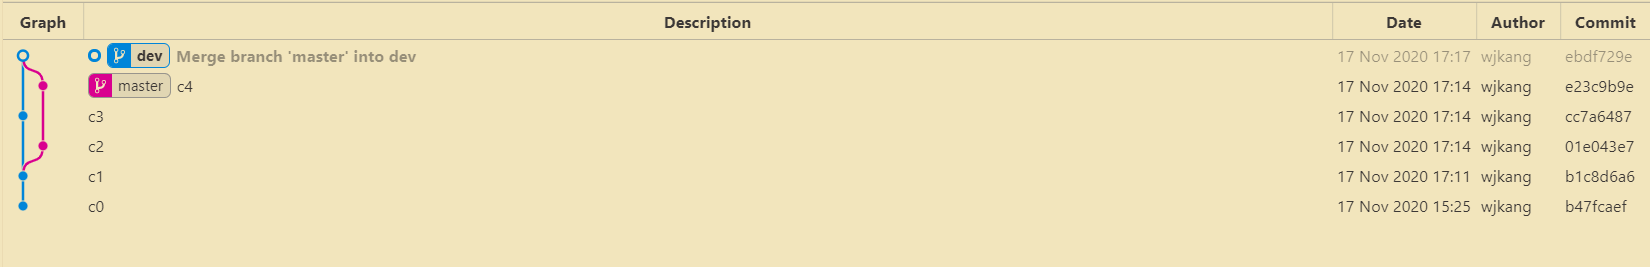 Graph Description Date Author Commit
dev Merge branch 'master' into dev 17 Nov 2020 17:17 wjkang ebdf729e
master c4 17 Nov 2020 17:14 wjkang e23c9b9e
c3 17 Nov 2020 17:14 wjkang cc7a6487
c2 17 Nov 2020 17:14 wjkang 01e043e7
c1 17 Nov 2020 17:11 wjkang b1c8d6a6
c0 17 Nov 2020 15:25 wjkang b47fcaef